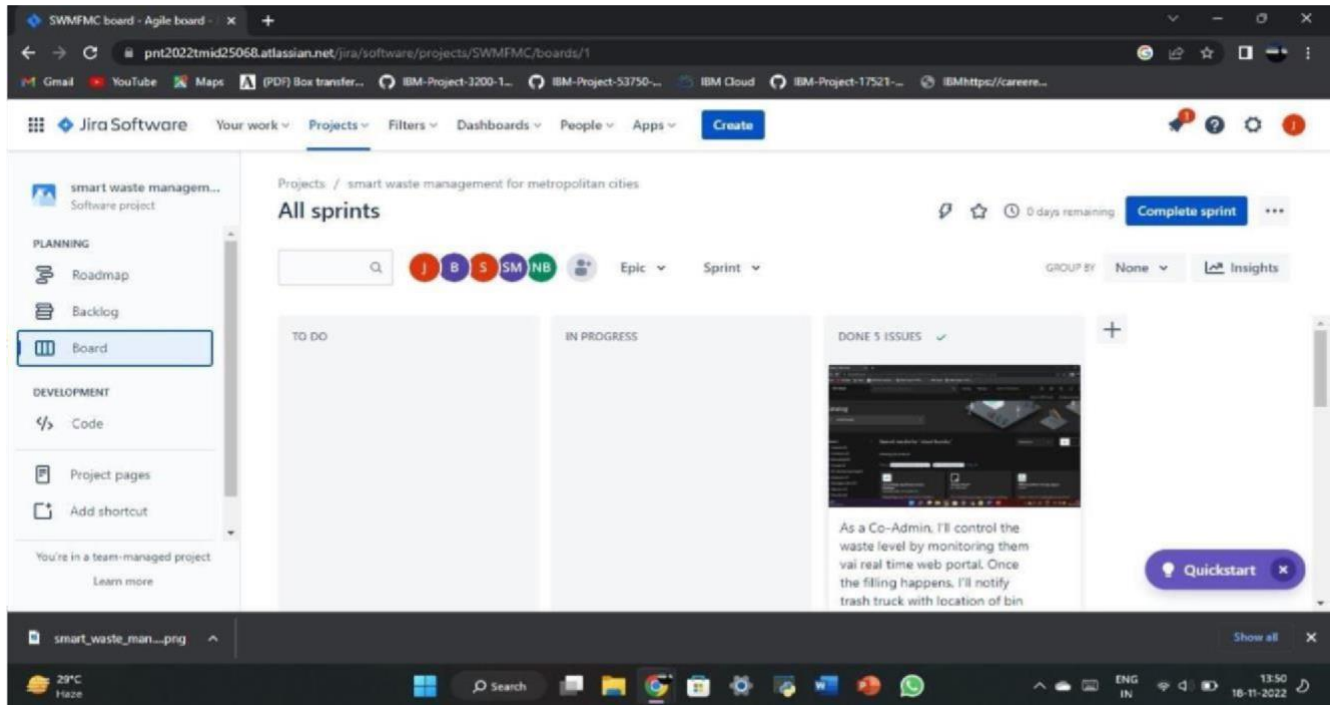 SWMFMC board - Agile board -
pnt2022tmid25068.atlassian.net/jira/software/projects/SWMFMC/boards/1
Gmail YouTube Maps (PDF) Box transfer... IBM-Project-3200-1... IBM-Project-53750-... IBM Cloud IBM-Project-17521-... IBMhttps://careere...
Jira Software Your work Projects Filters Dashboards People Apps Create
smart waste managem...
Software project
Projects / smart waste management for metropolitan cities
All sprints
0 days remaining Complete sprint
PLANNING
Roadmap
Backlog
Board
DEVELOPMENT
Code
Project pages
Add shortcut
You're in a team-managed project
Learn more
J B S SM NB Epic Sprint GROUP BY None Insights
TO DO IN PROGRESS DONE 5 ISSUES
As a Co-Admin, I'll control the
waste level by monitoring them
vai real time web portal. Once
the filling happens, I'll notify
trash truck with location of bin
Quickstart
smart_waste_man....png Show all
29°C
Haze
Search
ENG
IN
13:50
18-11-2022